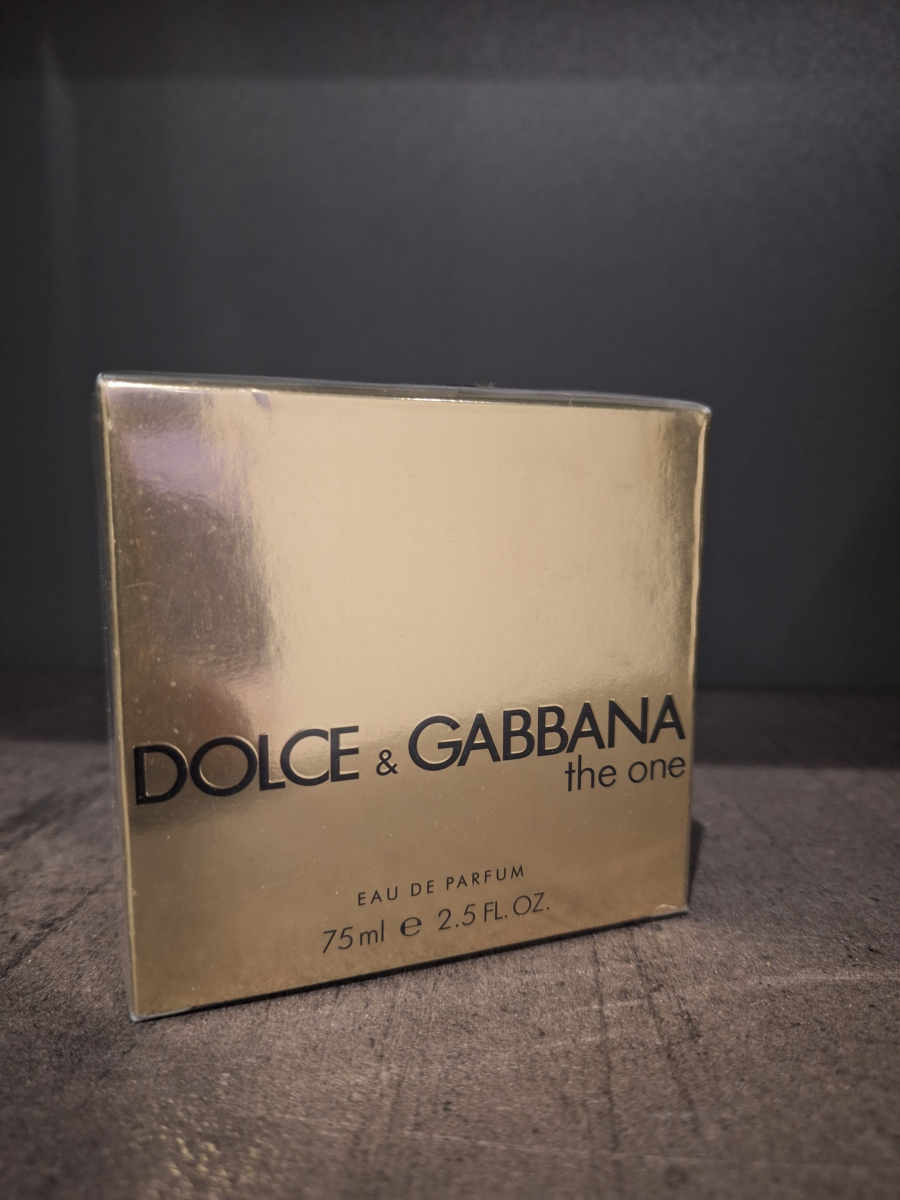 DOLCE & GABBANA
the one
EAU DE PARFUM
75ml e 2.5 FL. OZ.